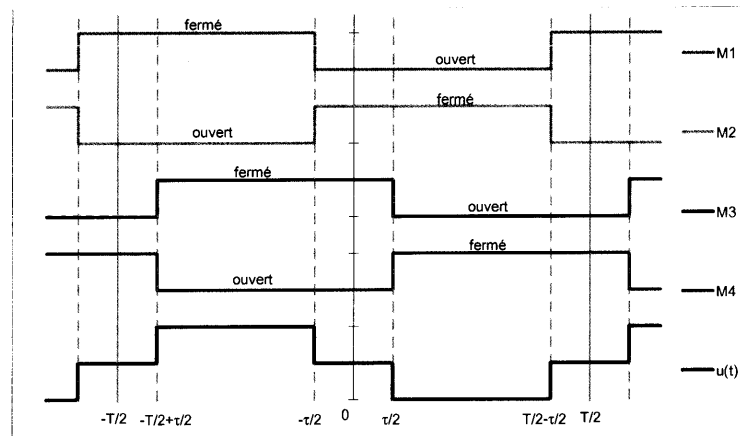 fermé
M1
ouvert
fermé
M2
ouvert
fermé
M3
ouvert
fermé
M4
ouvert
u(t)
-T/2 -T/2+τ/2 -τ/2 0 τ/2 T/2-τ/2 T/2